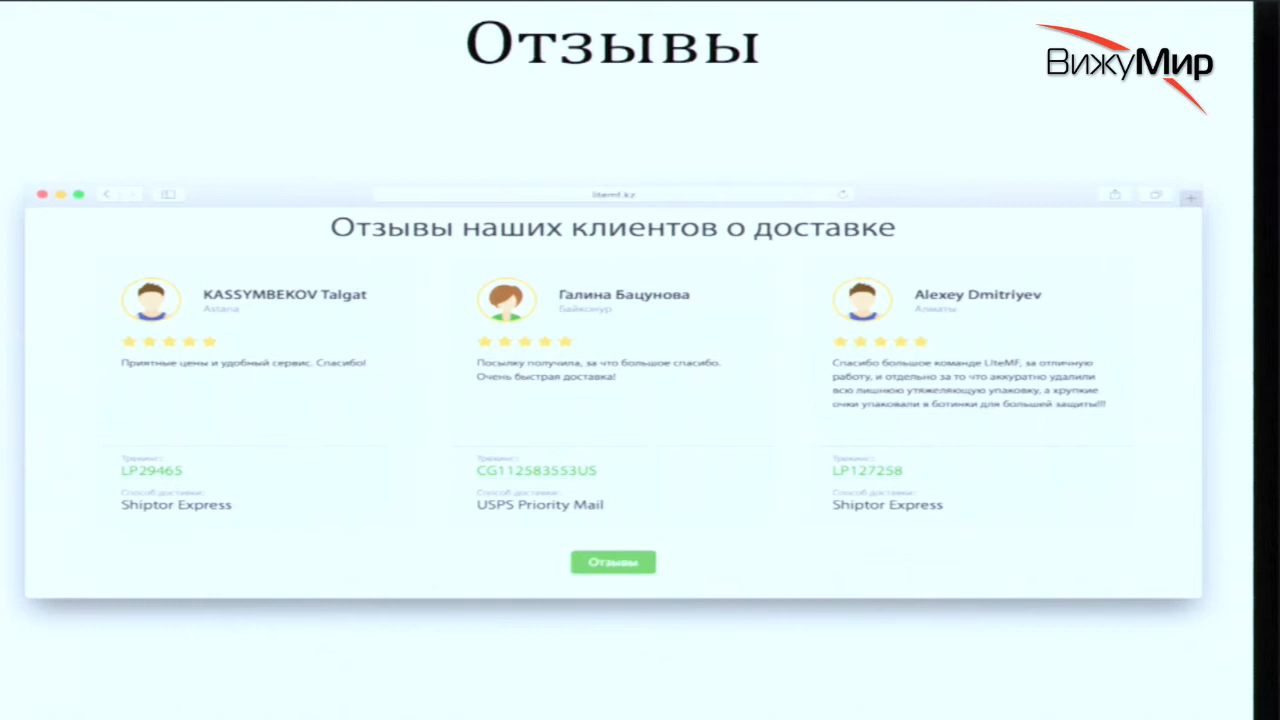 Отзывы
ВижуМир
litemf.kz
Отзывы наших клиентов о доставке
KASSYMBEKOV Talgat
Astana
Приятные цены и удобный сервис. Спасибо!
Трекинг:
LP29465
Способ доставки:
Shiptor Express
Галина Бацунова
Байконур
Посылку получила, за что большое спасибо.
Очень быстрая доставка!
Трекинг:
CG112583553US
Способ доставки:
USPS Priority Mail
Alexey Dmitriyev
Алматы
Спасибо большое команде LiteMF, за отличную
работу, и отдельно за то что аккуратно удалили
всю лишнюю утяжеляющую упаковку, а хрупкие
очки упаковали в ботинки для большей защиты!!!
Трекинг:
LP127258
Способ доставки:
Shiptor Express
Отзывы